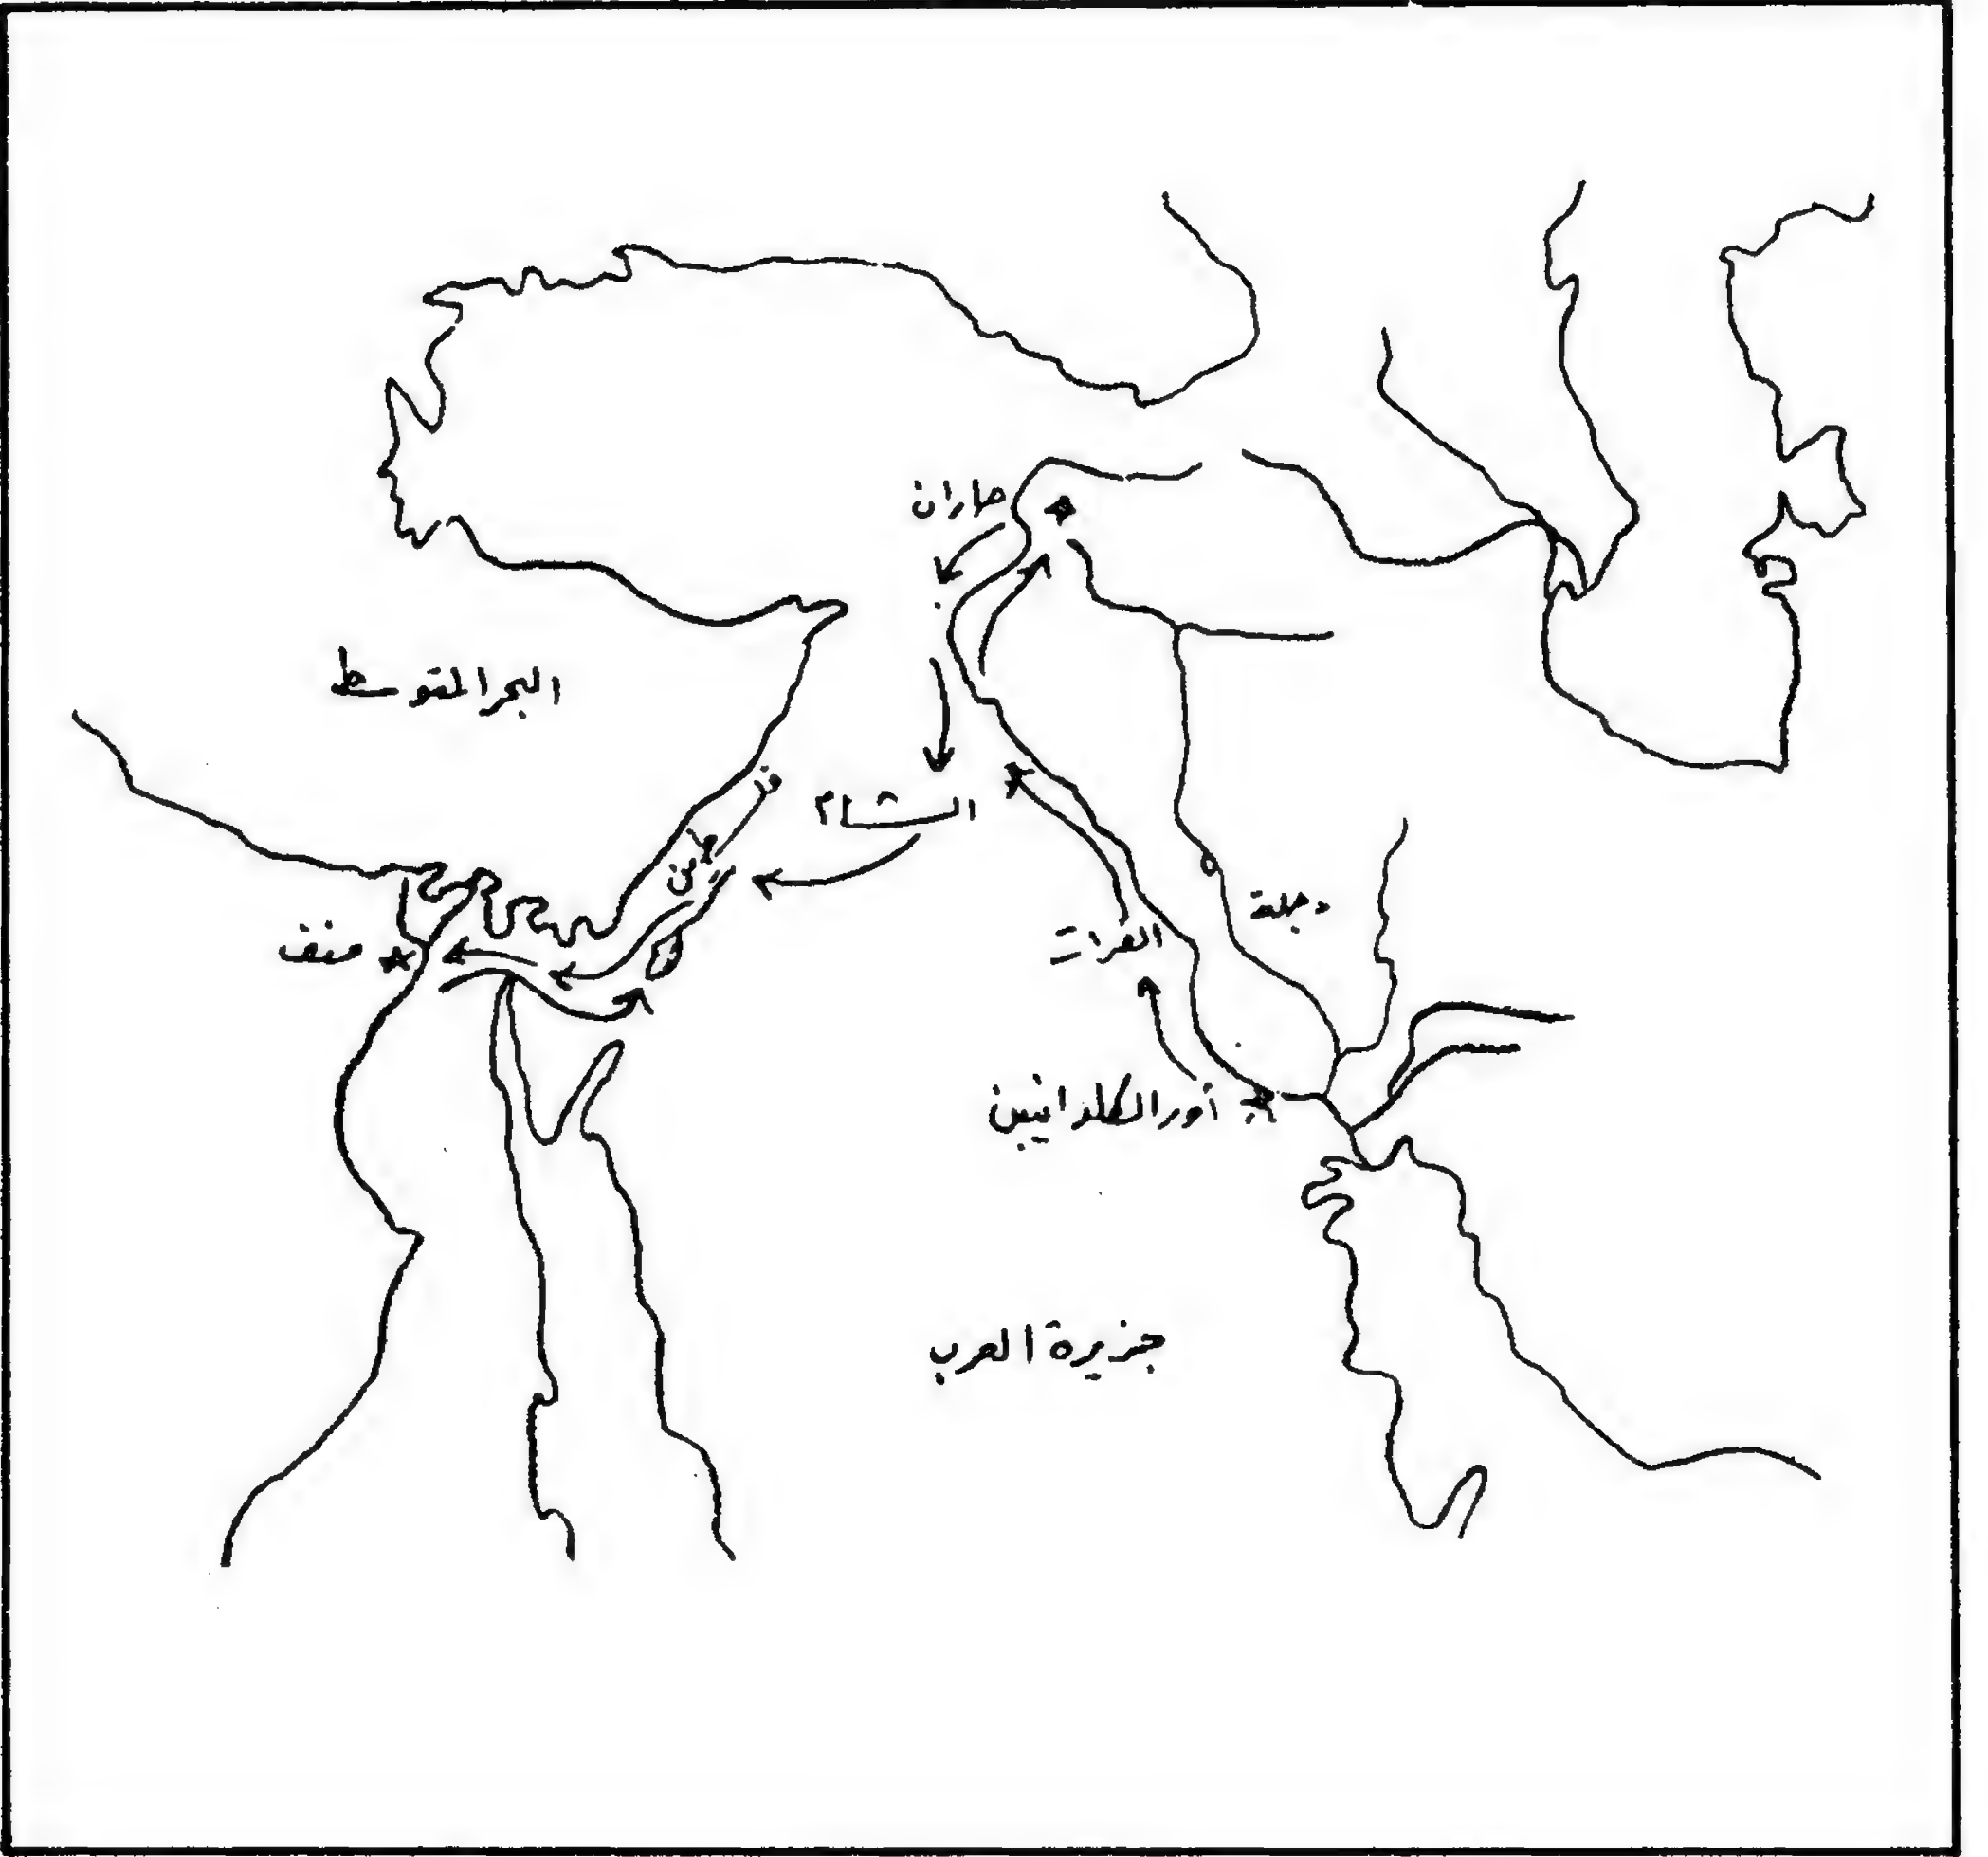 حاران
البحر المتوسط
الشام
دجلة
الفرات
منف
أور الكلدانيين
جزيرة العرب